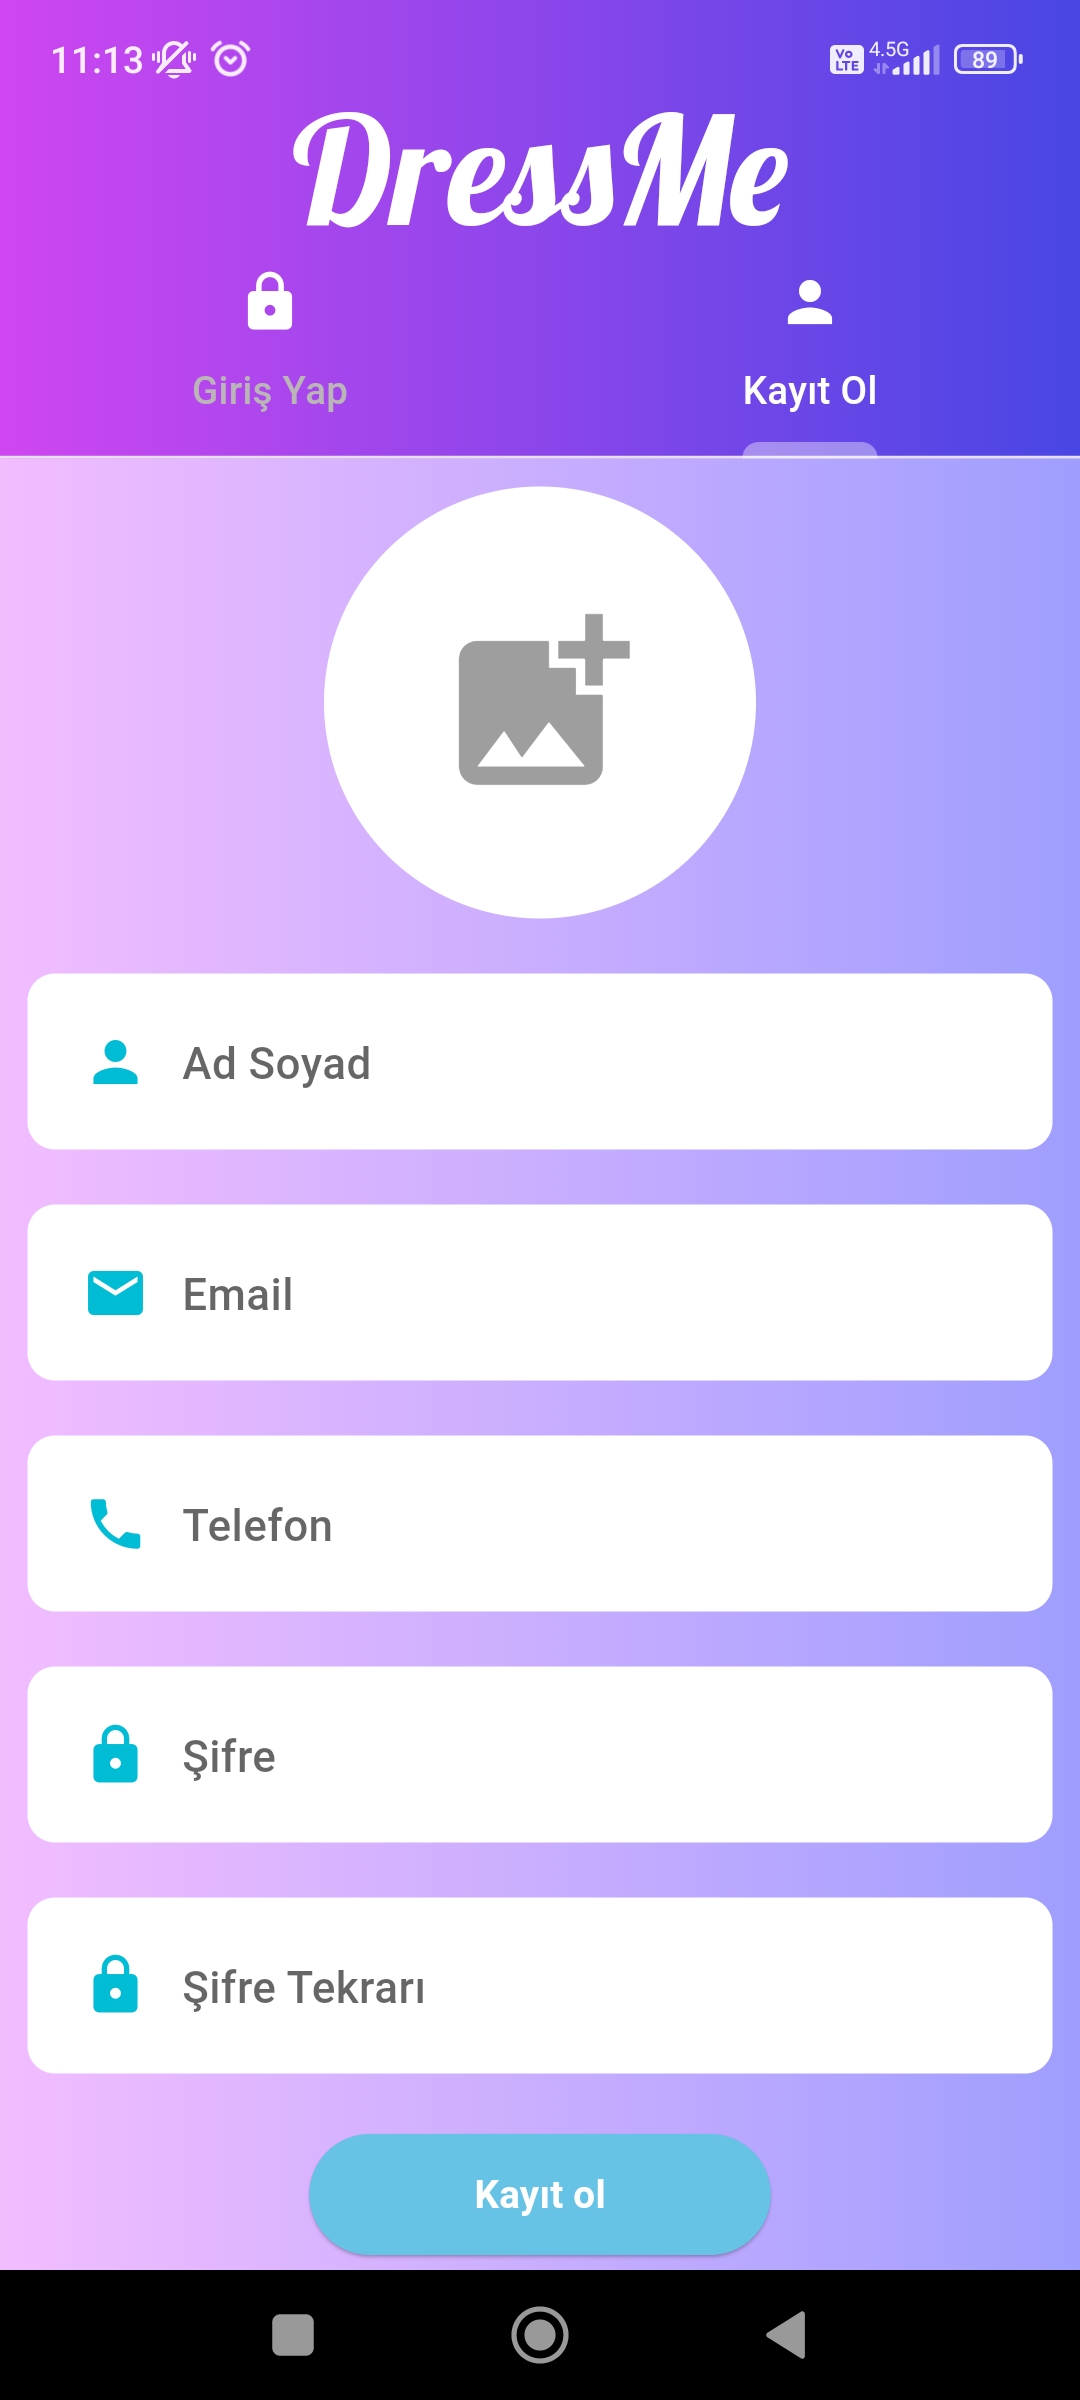 11:13
Vo LTE 4.5G 89
DressMe
Giriş Yap
Kayıt Ol
Ad Soyad
Email
Telefon
Şifre
Şifre Tekrarı
Kayıt ol